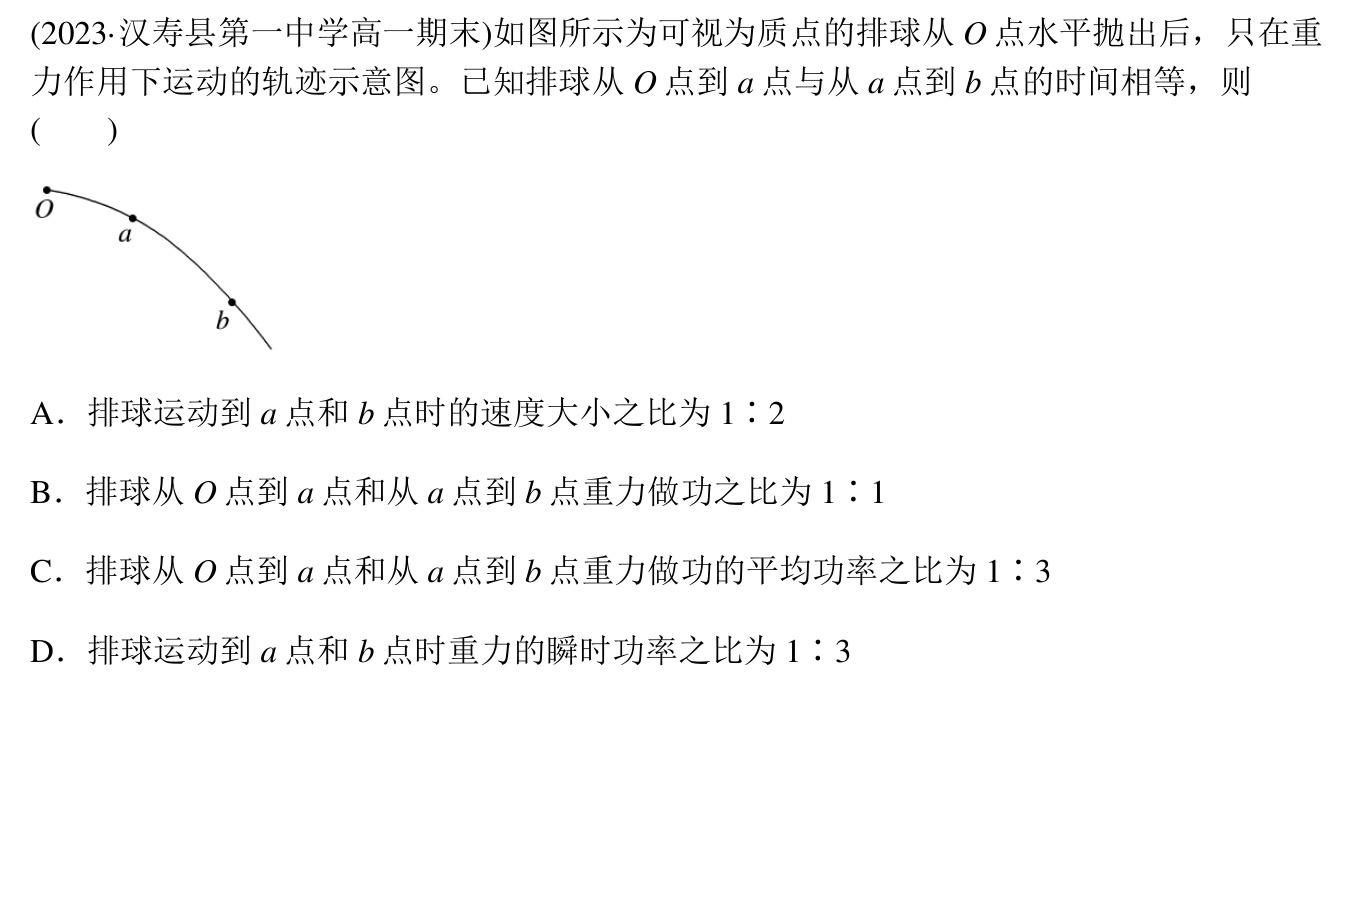 (2023·汉寿县第一中学高一期末)如图所示为可视为质点的排球从 O 点水平抛出后，只在重
力作用下运动的轨迹示意图。已知排球从 O 点到 a 点与从 a 点到 b 点的时间相等，则
(　　)
O
a
b
A．排球运动到 a 点和 b 点时的速度大小之比为 1∶2
B．排球从 O 点到 a 点和从 a 点到 b 点重力做功之比为 1∶1
C．排球从 O 点到 a 点和从 a 点到 b 点重力做功的平均功率之比为 1∶3
D．排球运动到 a 点和 b 点时重力的瞬时功率之比为 1∶3